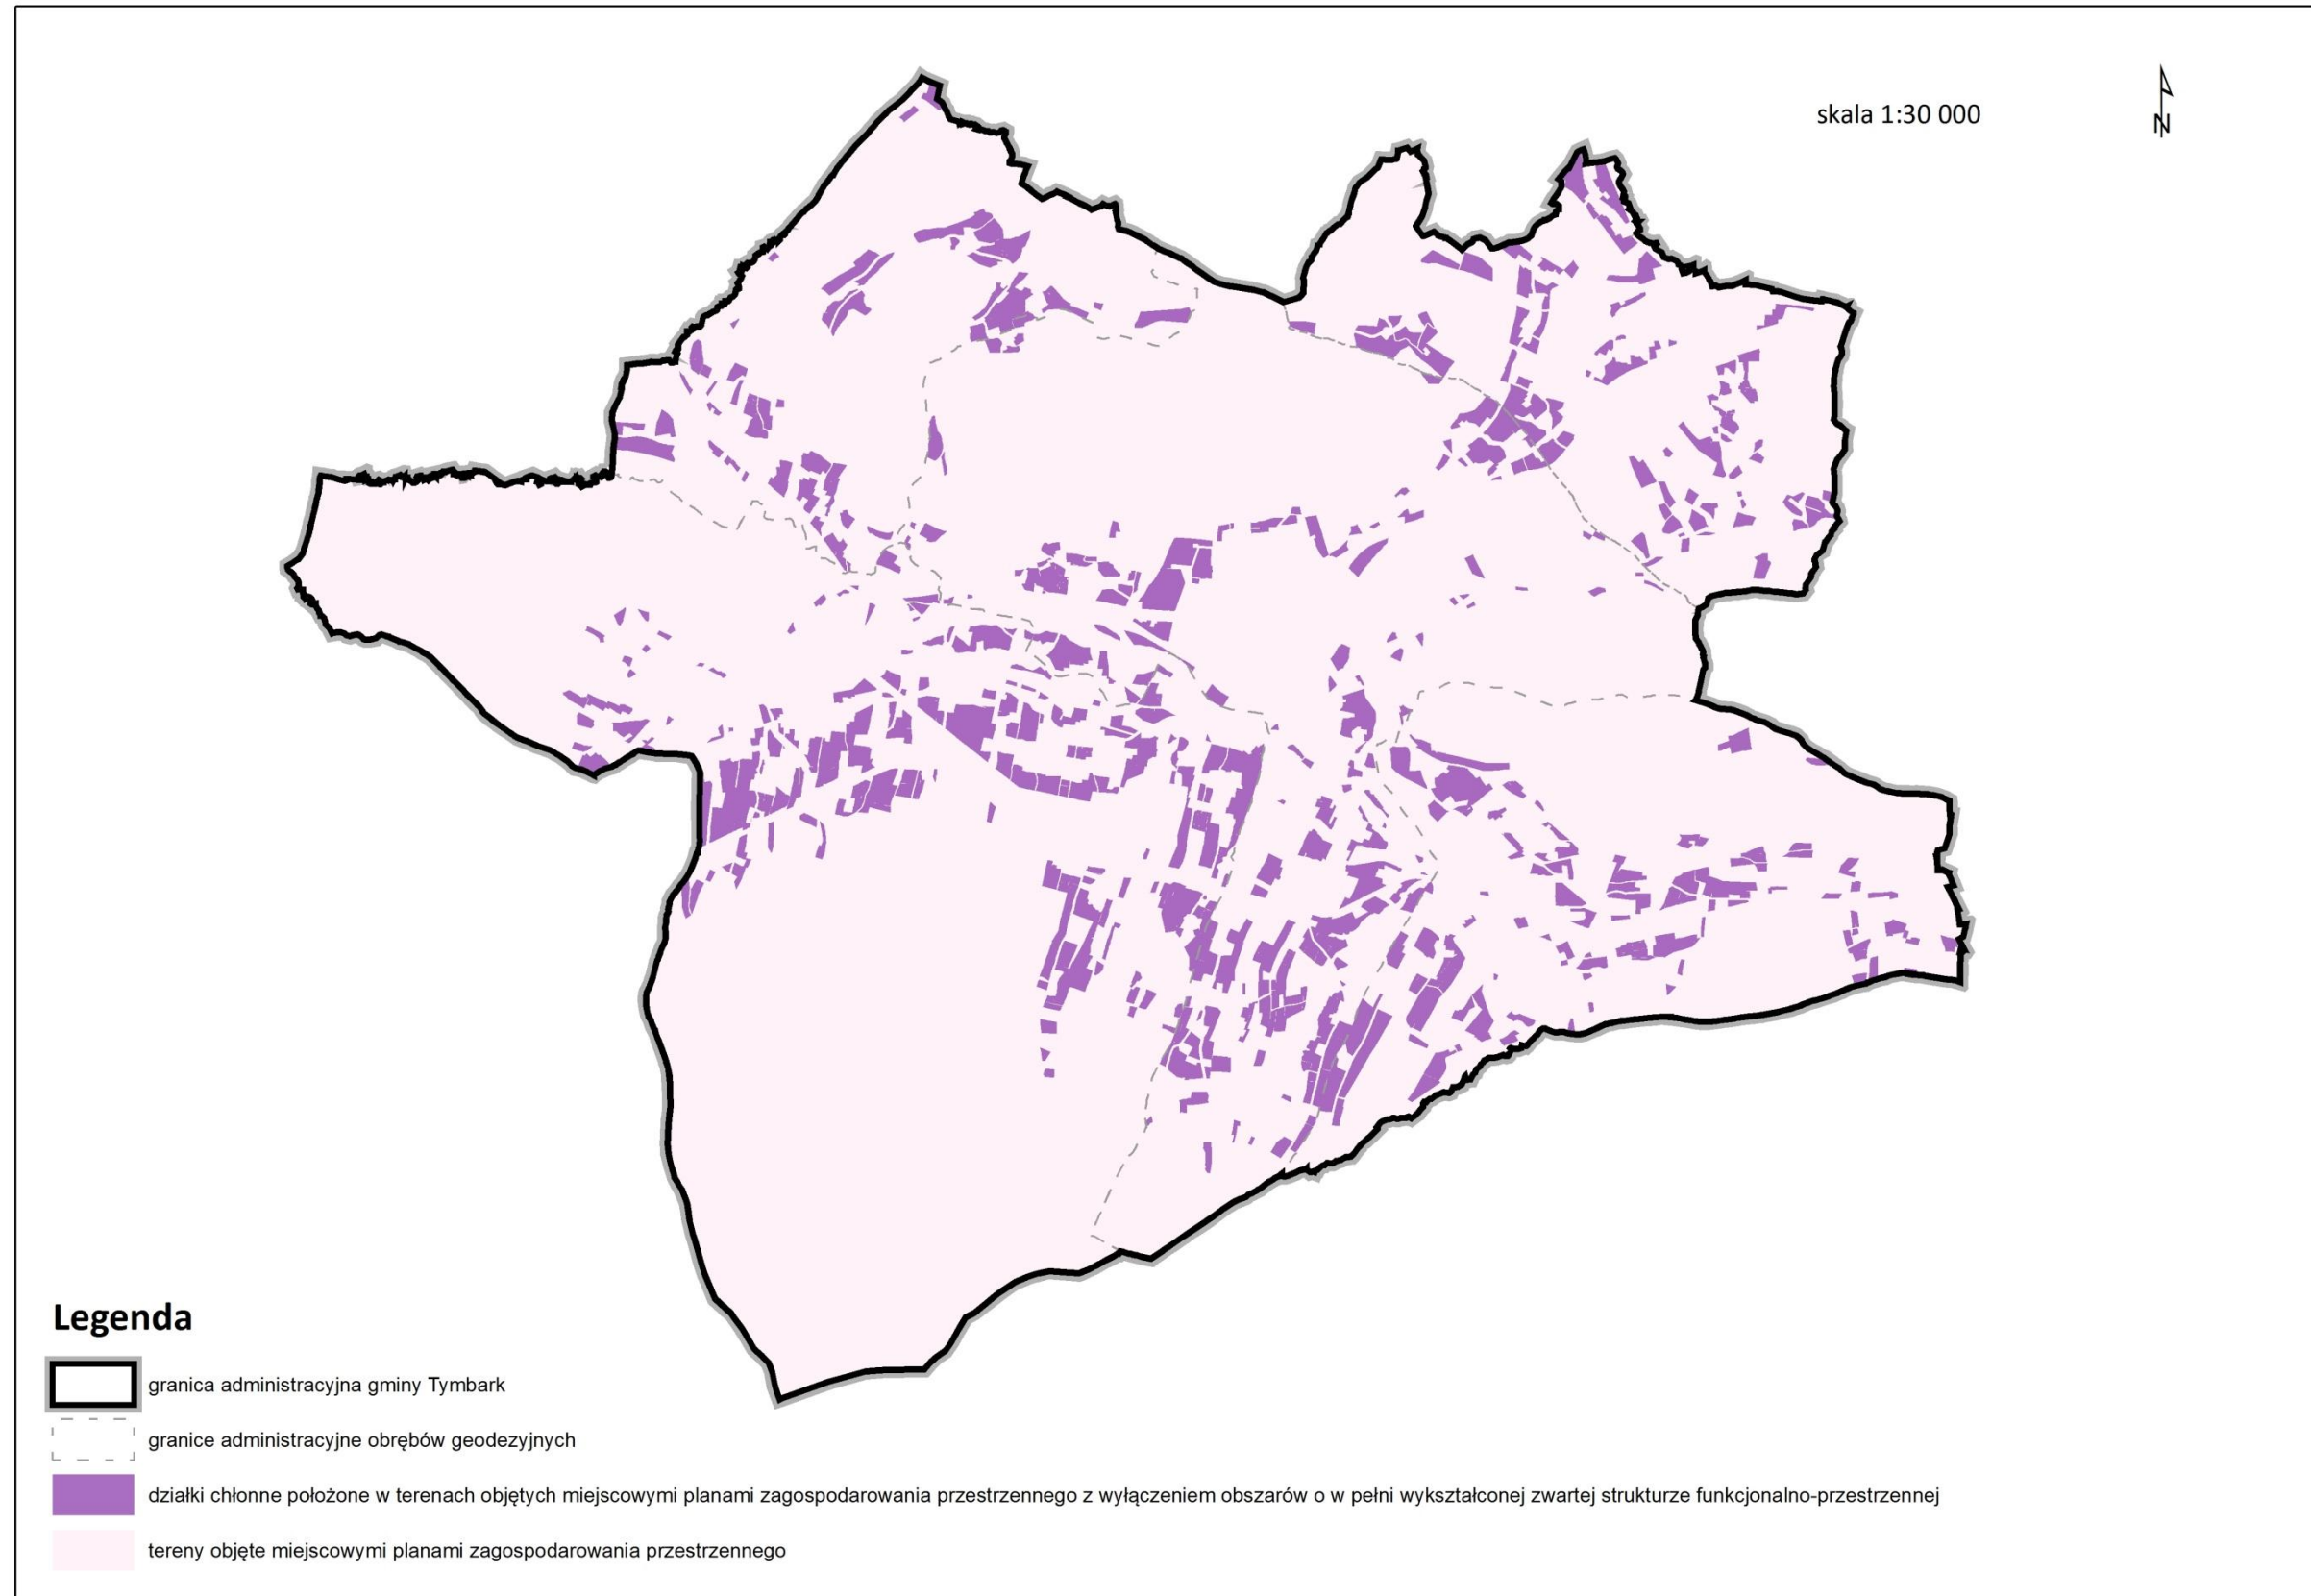 skala 1:30 000
N
Legenda
granica administracyjna gminy Tymbark
granice administracyjne obrębów geodezyjnych
działki chłonne położone w terenach objętych miejscowymi planami zagospodarowania przestrzennego z wyłączeniem obszarów o w pełni wykształconej zwartej strukturze funkcjonalno-przestrzennej
tereny objęte miejscowymi planami zagospodarowania przestrzennego